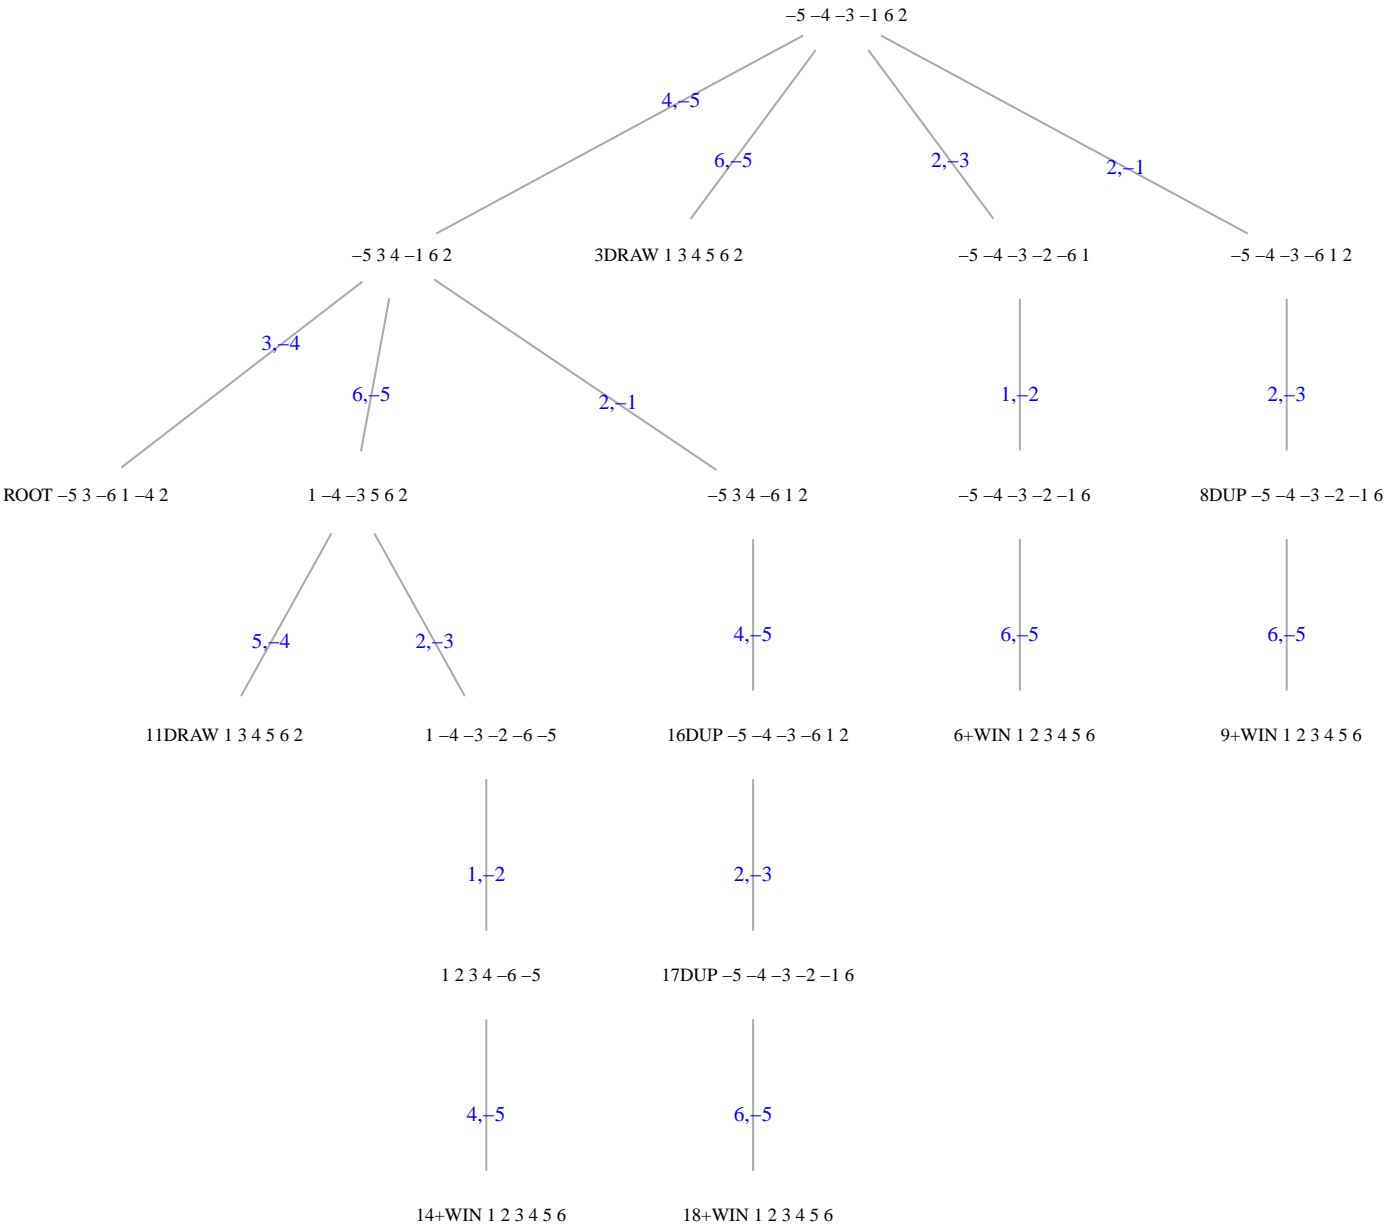 –5 –4 –3 –1 6 2
4,–5
6,–5
2,–3
2,–1
–5 3 4 –1 6 2
3DRAW 1 3 4 5 6 2
–5 –4 –3 –2 –6 1
–5 –4 –3 –6 1 2
3,–4
6,–5
2,–1
1,–2
2,–3
ROOT –5 3 –6 1 –4 2
1 –4 –3 5 6 2
–5 3 4 –6 1 2
–5 –4 –3 –2 –1 6
8DUP –5 –4 –3 –2 –1 6
5,–4
2,–3
4,–5
6,–5
6,–5
11DRAW 1 3 4 5 6 2
1 –4 –3 –2 –6 –5
16DUP –5 –4 –3 –6 1 2
6+WIN 1 2 3 4 5 6
9+WIN 1 2 3 4 5 6
1,–2
2,–3
1 2 3 4 –6 –5
17DUP –5 –4 –3 –2 –1 6
4,–5
6,–5
14+WIN 1 2 3 4 5 6
18+WIN 1 2 3 4 5 6